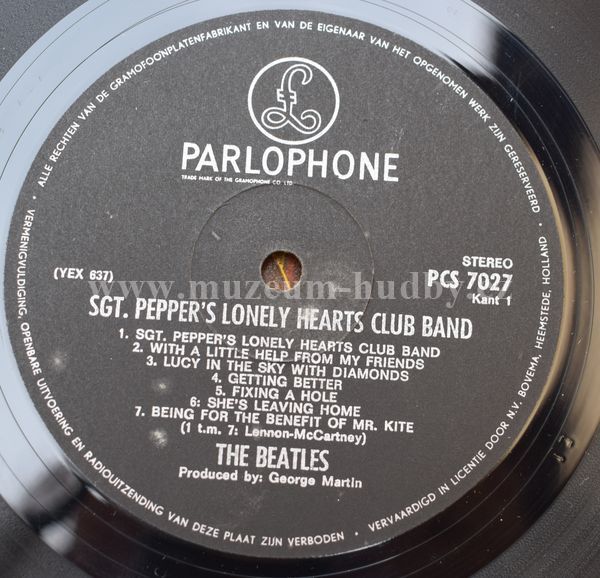 ALLE RECHTEN VAN DE GRAMOFOONPLATENFABRIKANT EN VAN DE EIGENAAR VAN HET OPGENOMEN WERK ZIJN GERESERVEERD
£
PARLOPHONE
TRADE MARK OF THE GRAMOPHONE CO. LTD.
STEREO
(YEX 637)
PCS 7027
Kant 1
www.muzeum-hudby.
SGT. PEPPER'S LONELY HEARTS CLUB BAND
1. SGT. PEPPER'S LONELY HEARTS CLUB BAND
2. WITH A LITTLE HELP FROM MY FRIENDS
3. LUCY IN THE SKY WITH DIAMONDS
4. GETTING BETTER
5. FIXING A HOLE
6: SHE'S LEAVING HOME
7. BEING FOR THE BENEFIT OF MR. KITE
(1 t.m. 7: Lennon-McCartney)
THE BEATLES
Produced by: George Martin
VERMENIGVULDIGING, OPENBARE UITVOERING EN RADIOUITZENDING VAN DEZE PLAAT ZIJN VERBODEN • VERVAARDIGD IN LICENTIE DOOR N.V. BOVEMA, HEEMSTEDE, HOLLAND •